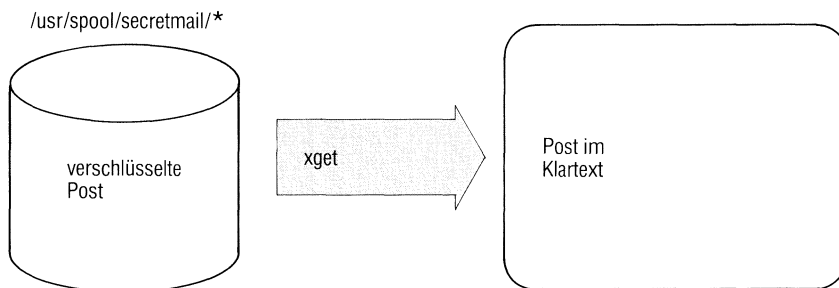 /usr/spool/secretmail/*
verschlüsselte
Post
xget
Post im
Klartext